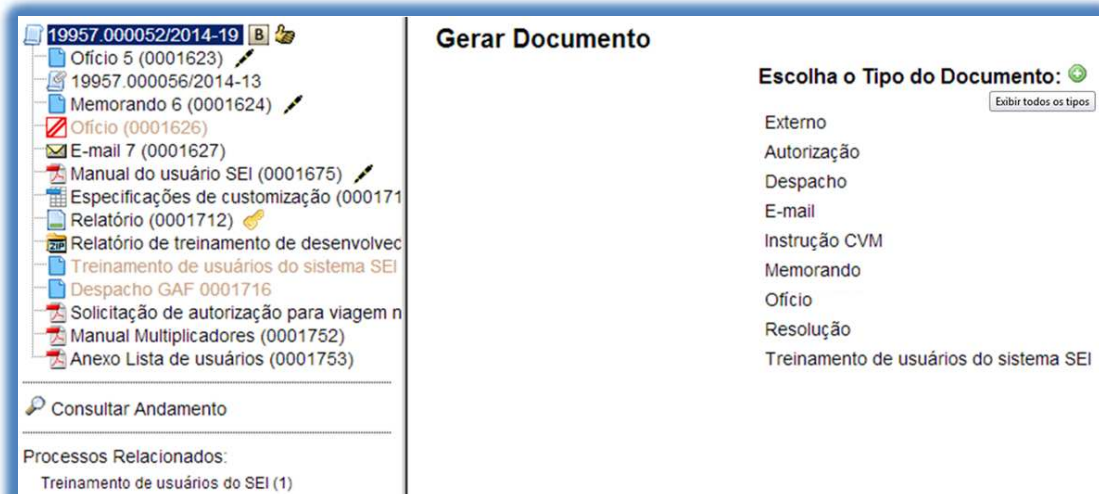 19957.000052/2014-19 B
Ofício 5 (0001623)
19957.000056/2014-13
Memorando 6 (0001624)
Ofício (0001626)
E-mail 7 (0001627)
Manual do usuário SEI (0001675)
Especificações de customização (000171
Relatório (0001712)
ZIP Relatório de treinamento de desenvolvec
Treinamento de usuários do sistema SEI
Despacho GAF 0001716
Solicitação de autorização para viagem n
Manual Multiplicadores (0001752)
Anexo Lista de usuários (0001753)
Consultar Andamento
Processos Relacionados:
Treinamento de usuários do SEI (1)
Gerar Documento
Escolha o Tipo do Documento:
Exibir todos os tipos
Externo
Autorização
Despacho
E-mail
Instrução CVM
Memorando
Ofício
Resolução
Treinamento de usuários do sistema SEI